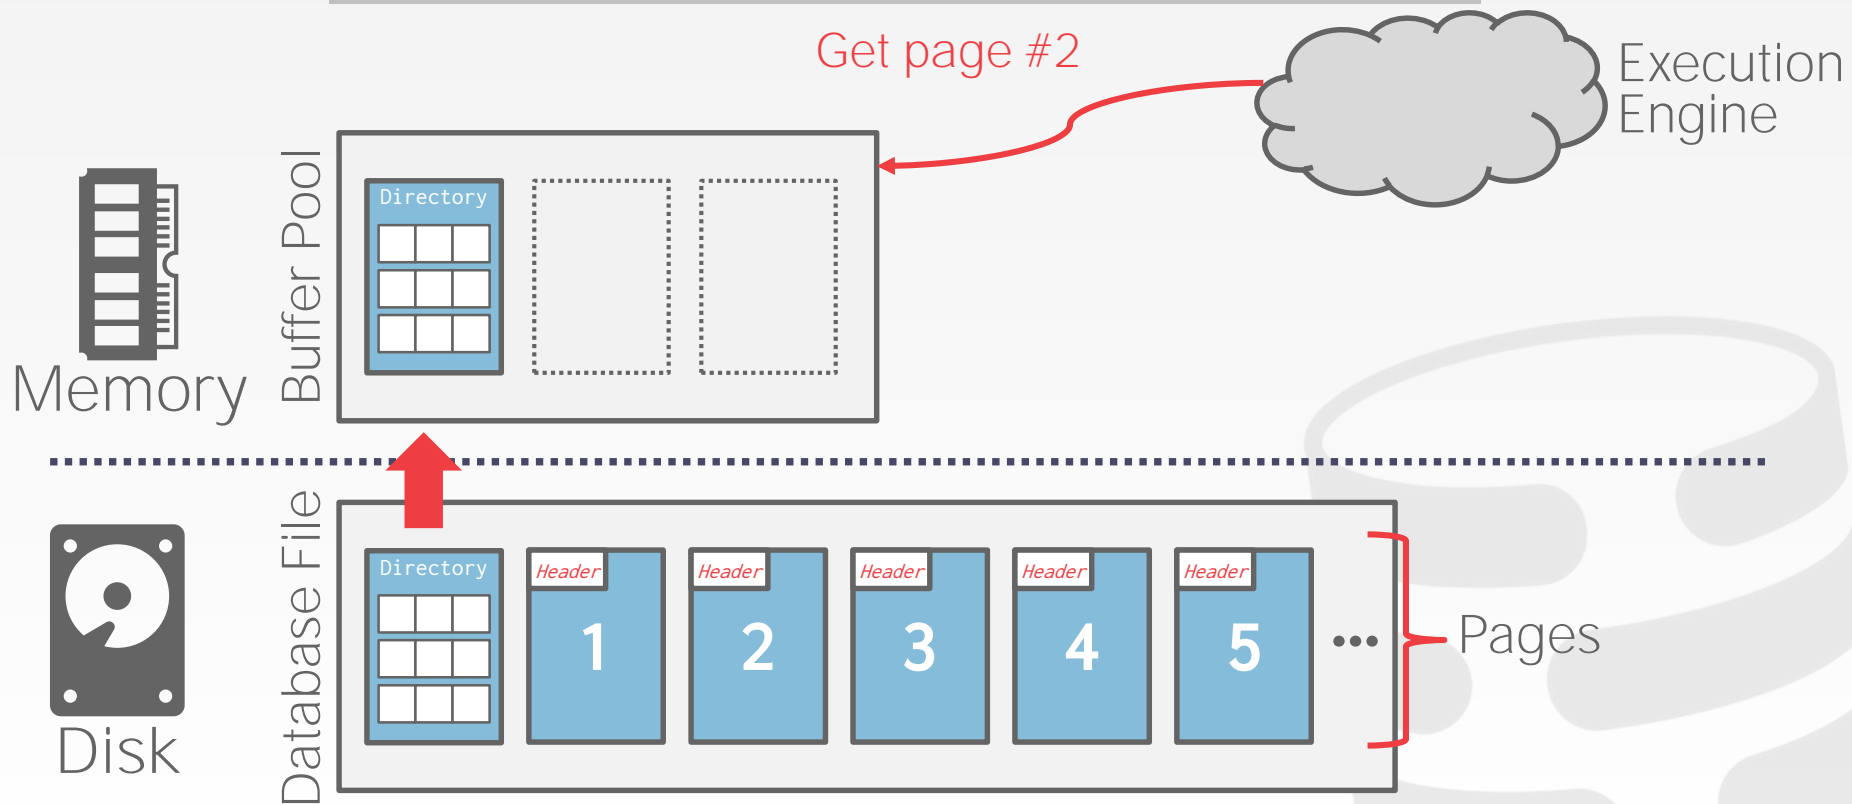 Get page #2
Execution
Engine
Buffer Pool
Directory
Memory
Database File
Directory
Header
1
Header
2
Header
3
Header
4
Header
5
•••
Pages
Disk